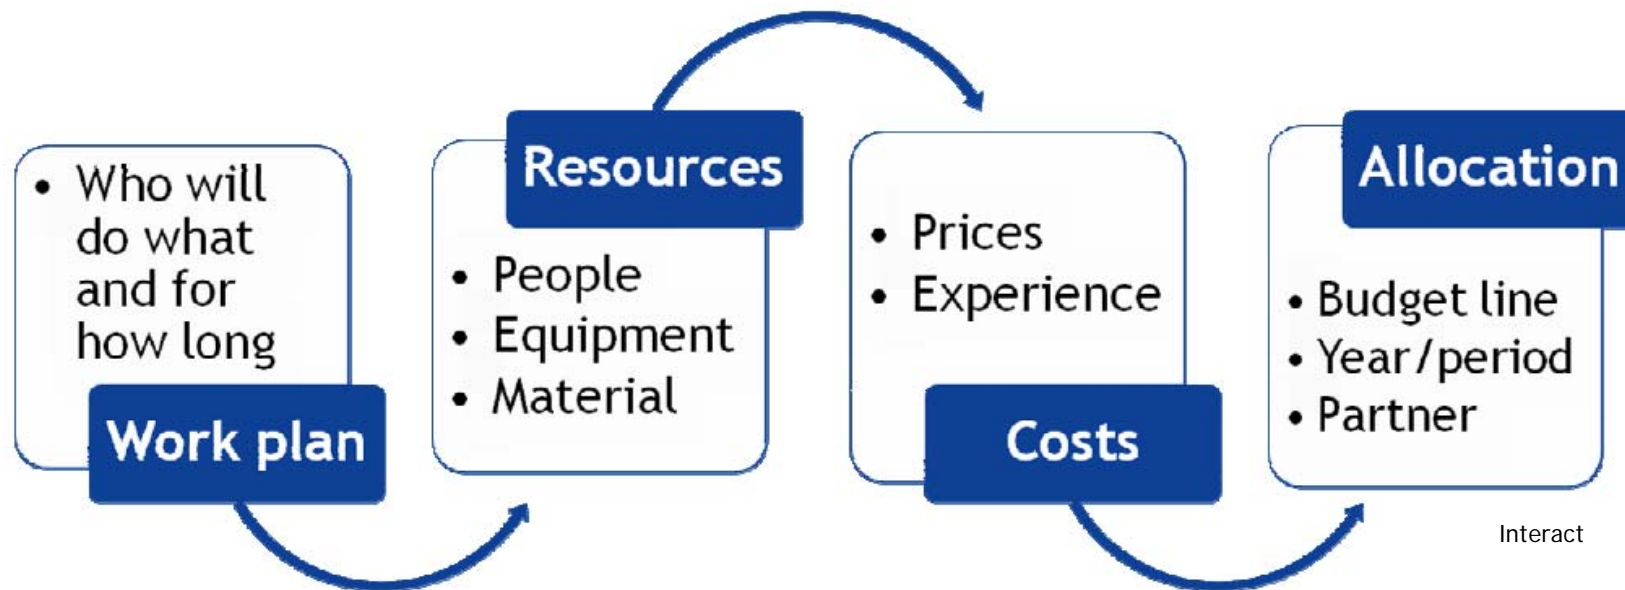 • Who will
do what
and for
how long
Work plan
Resources
• People
• Equipment
• Material
• Prices
• Experience
Costs
Allocation
• Budget line
• Year/period
• Partner
Interact